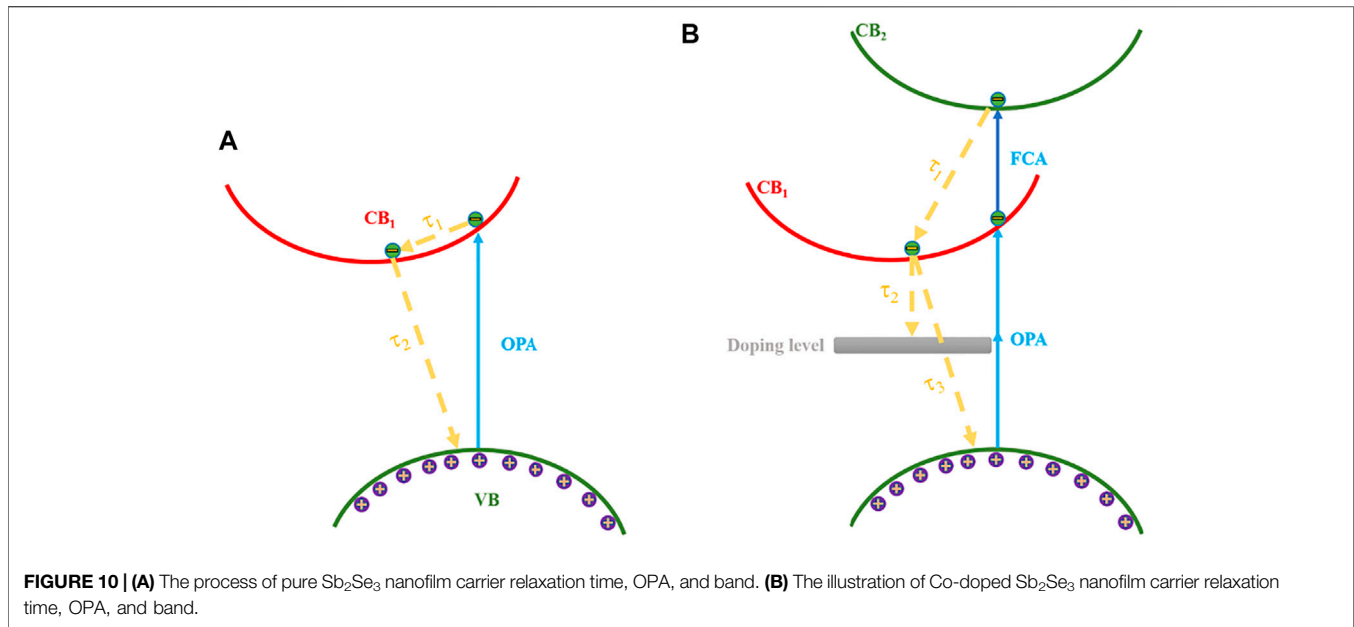 A
CB₁
τ₁
τ₂
OPA
VB
B
CB₂
τ₁
FCA
CB₁
τ₂
Doping level
OPA
τ₃
FIGURE 10 | (A) The process of pure Sb₂Se₃ nanofilm carrier relaxation time, OPA, and band. (B) The illustration of Co-doped Sb₂Se₃ nanofilm carrier relaxation
time, OPA, and band.